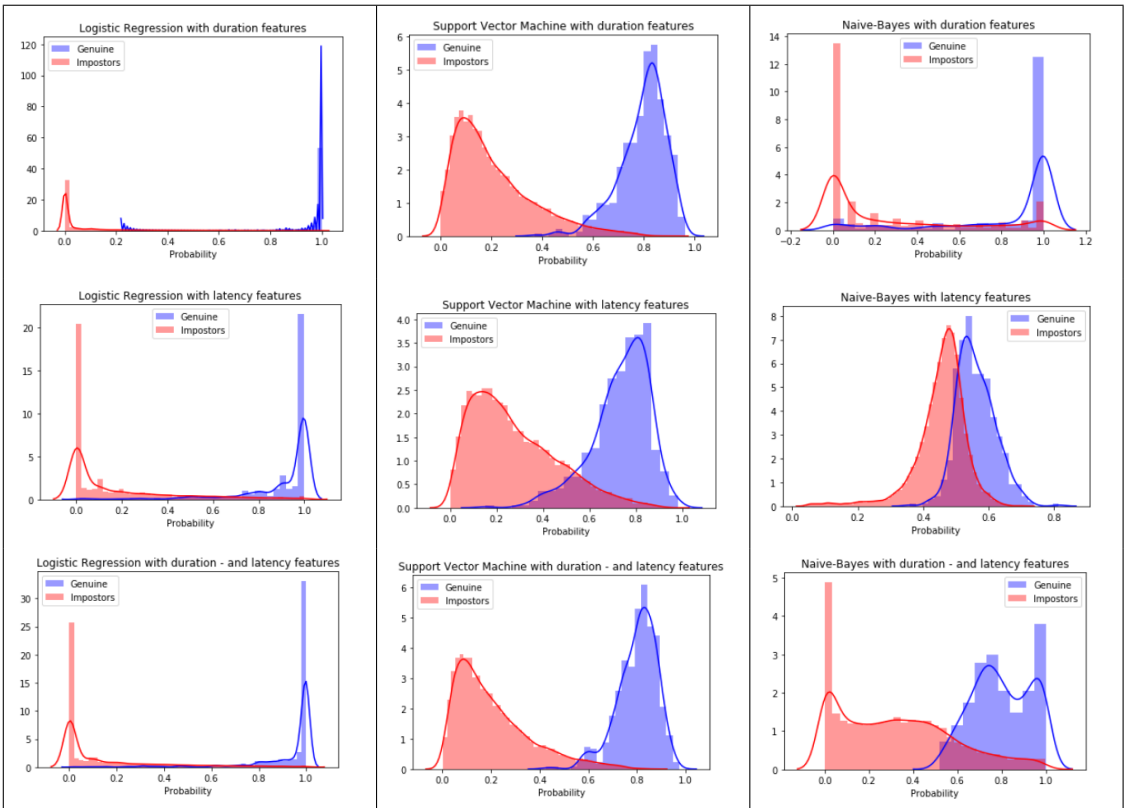 Logistic Regression with duration features
Genuine
Impostors
120
100
80
60
40
20
0
0.0 0.2 0.4 0.6 0.8 1.0
Probability
Support Vector Machine with duration features
Genuine
Impostors
6
5
4
3
2
1
0
0.0 0.2 0.4 0.6 0.8 1.0
Probability
Naive-Bayes with duration features
Genuine
Impostors
14
12
10
8
6
4
2
0
−0.2 0.0 0.2 0.4 0.6 0.8 1.0 1.2
Probability
Logistic Regression with latency features
Genuine
Impostors
20
15
10
5
0
0.0 0.2 0.4 0.6 0.8 1.0
Probability
Support Vector Machine with latency features
Genuine
Impostors
4.0
3.5
3.0
2.5
2.0
1.5
1.0
0.5
0.0
0.0 0.2 0.4 0.6 0.8 1.0
Probability
Naive-Bayes with latency features
Genuine
Impostors
8
7
6
5
4
3
2
1
0
0.0 0.2 0.4 0.6 0.8
Probability
Logistic Regression with duration - and latency features
Genuine
Impostors
30
25
20
15
10
5
0
0.0 0.2 0.4 0.6 0.8 1.0
Probability
Support Vector Machine with duration - and latency features
Genuine
Impostors
6
5
4
3
2
1
0
0.0 0.2 0.4 0.6 0.8 1.0
Probability
Naive-Bayes with duration - and latency features
Genuine
Impostors
5
4
3
2
1
0
0.0 0.2 0.4 0.6 0.8 1.0
Probability